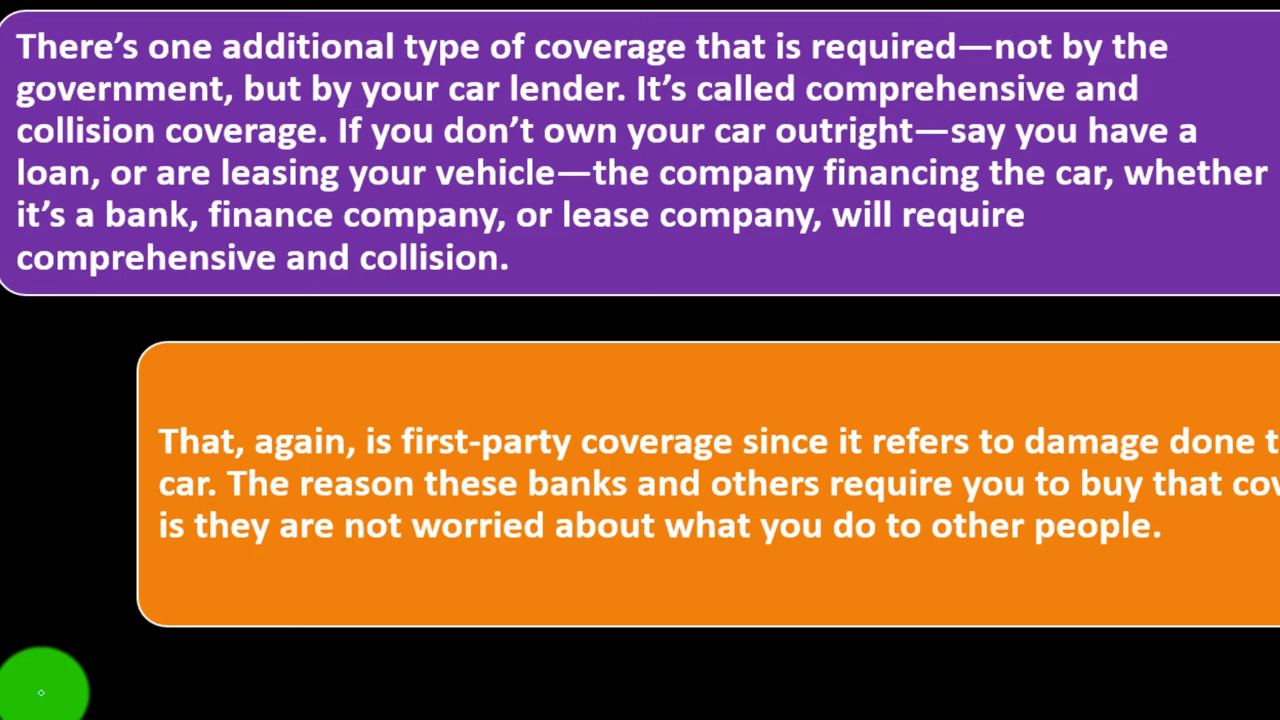 There’s one additional type of coverage that is required—not by the
government, but by your car lender. It’s called comprehensive and
collision coverage. If you don’t own your car outright—say you have a
loan, or are leasing your vehicle—the company financing the car, whether
it’s a bank, finance company, or lease company, will require
comprehensive and collision.
That, again, is first-party coverage since it refers to damage done
car. The reason these banks and others require you to buy that
is they are not worried about what you do to other people.